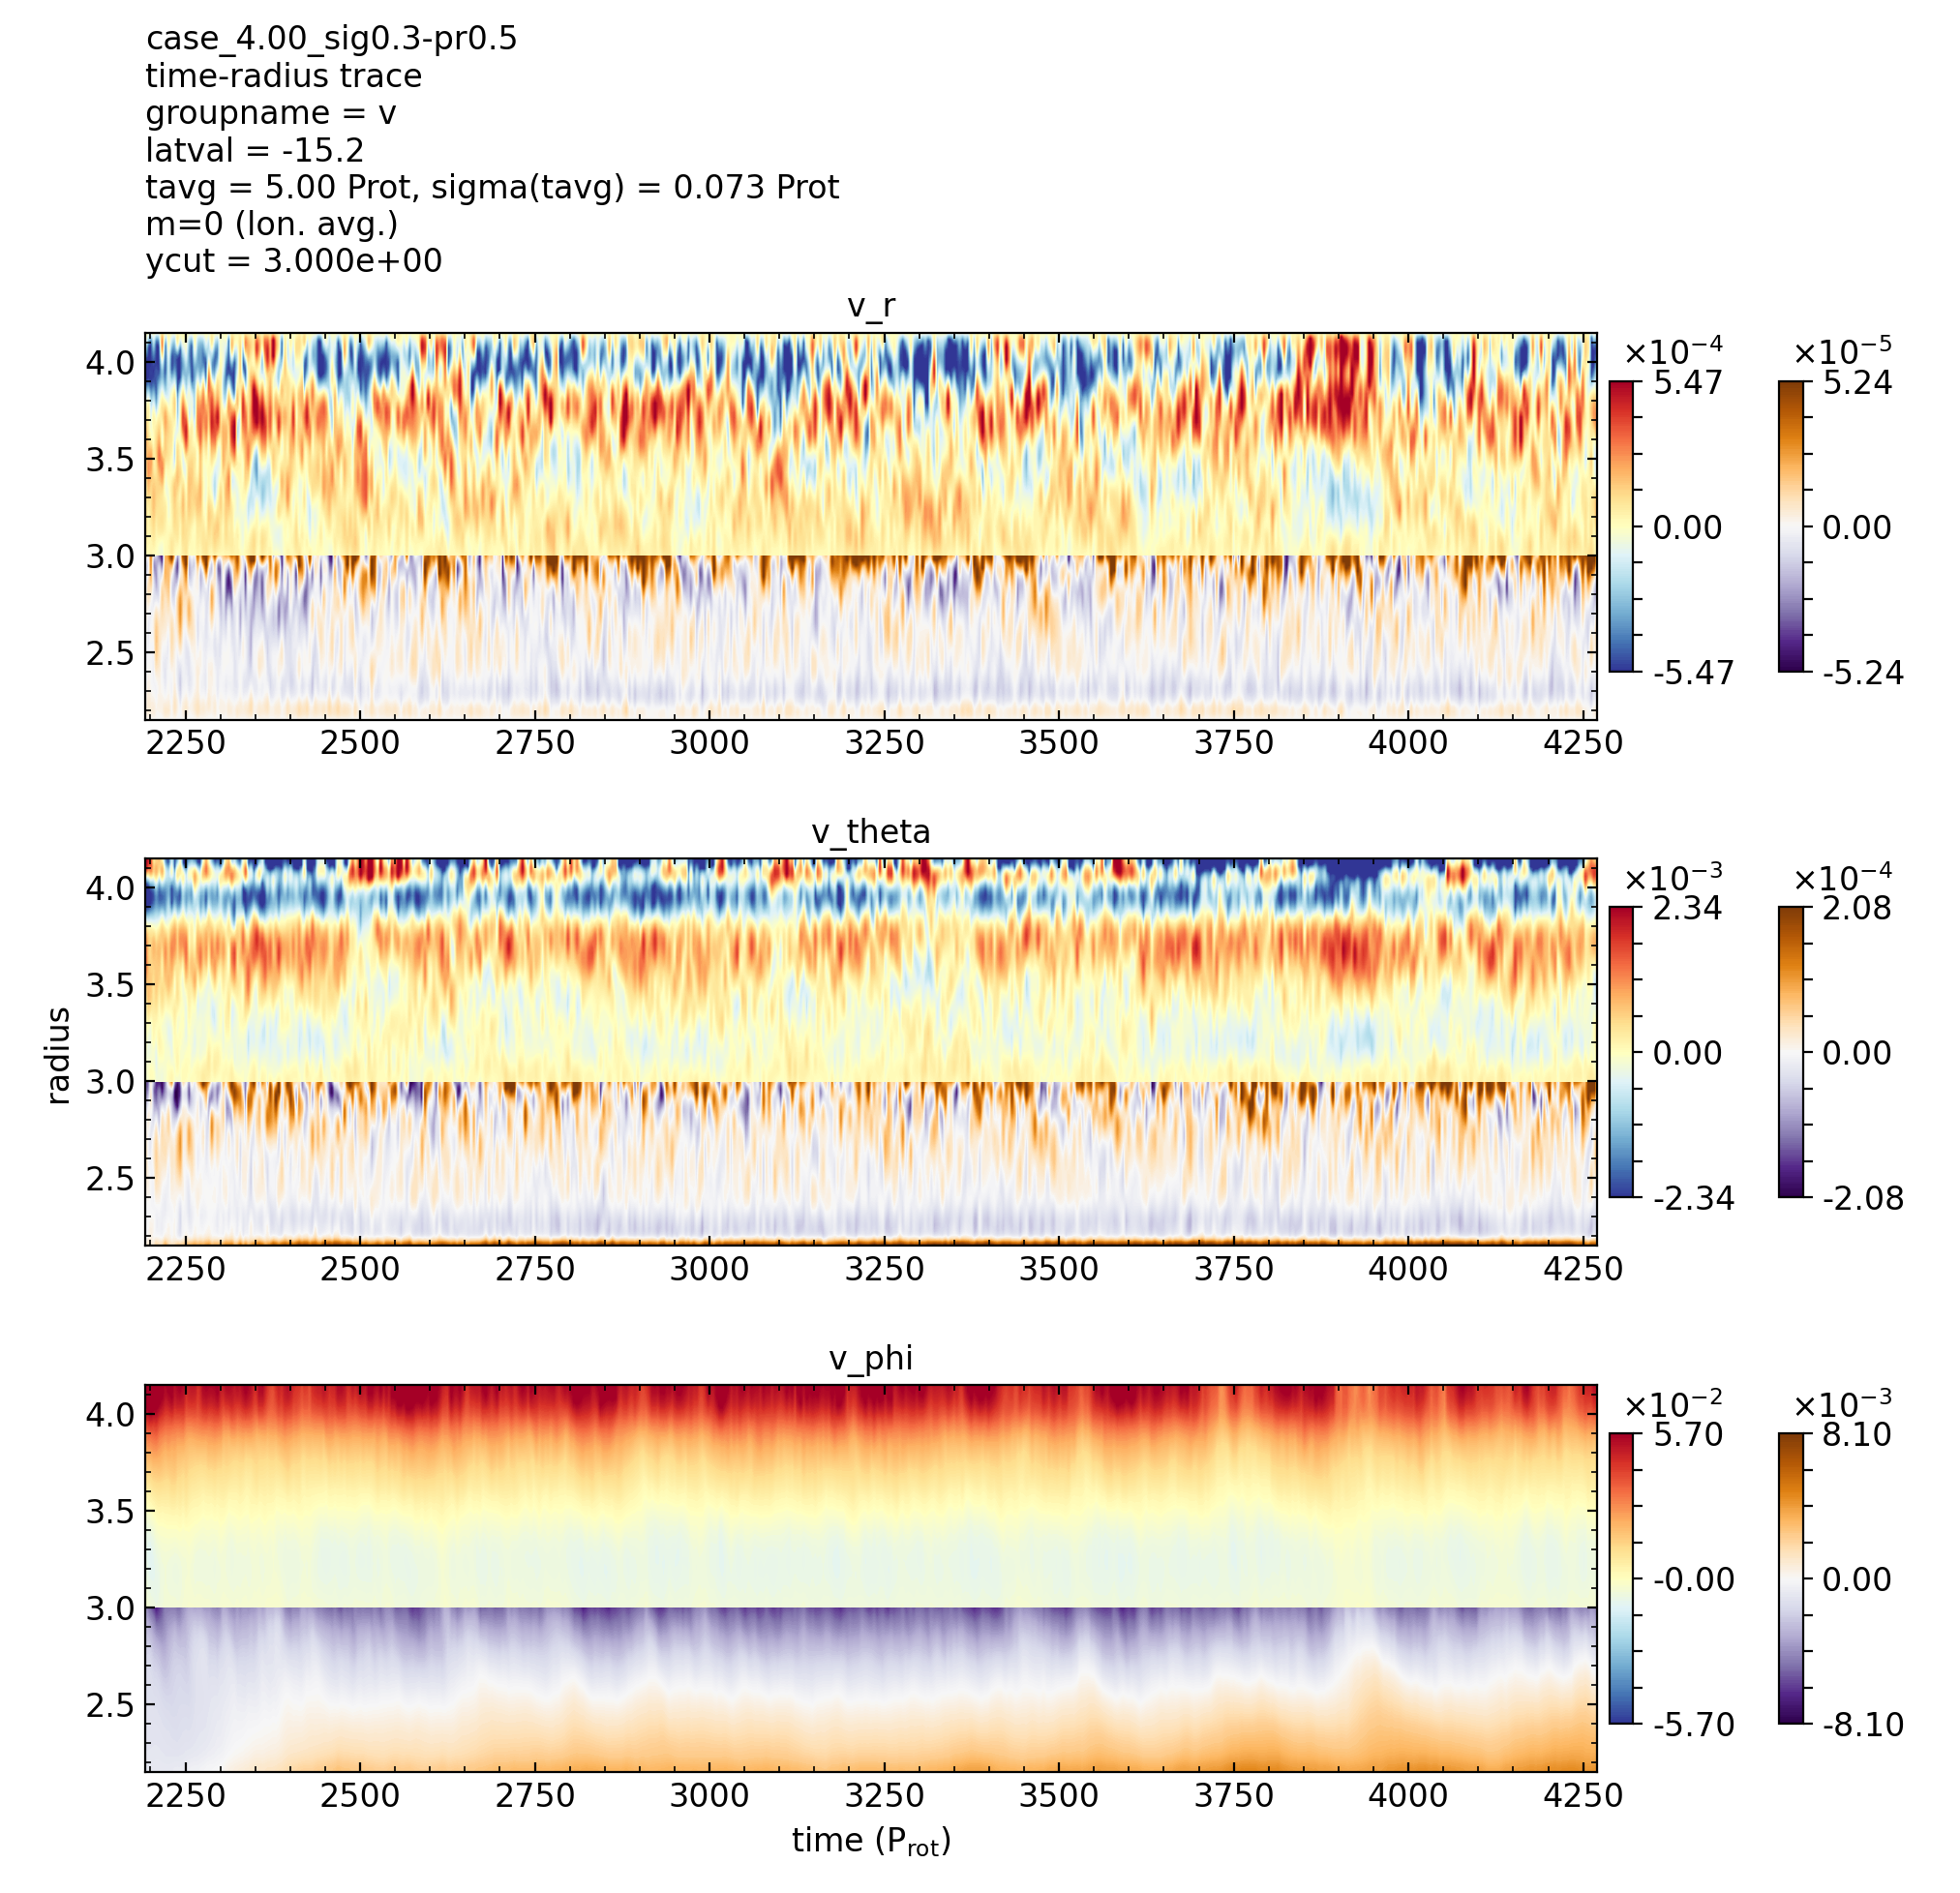 case_4.00_sig0.3-pr0.5
time-radius trace
groupname = v
latval = -15.2
tavg = 5.00 Prot, sigma(tavg) = 0.073 Prot
m=0 (lon. avg.)
ycut = 3.000e+00
v_r
4.0
3.5
3.0
2.5
2250 2500 2750 3000 3250 3500 3750 4000 4250
×10⁻⁴
5.47
0.00
-5.47
×10⁻⁵
5.24
0.00
-5.24
v_theta
radius
4.0
3.5
3.0
2.5
2250 2500 2750 3000 3250 3500 3750 4000 4250
×10⁻³
2.34
0.00
-2.34
×10⁻⁴
2.08
0.00
-2.08
v_phi
4.0
3.5
3.0
2.5
2250 2500 2750 3000 3250 3500 3750 4000 4250
time (P_rot)
×10⁻²
5.70
-0.00
-5.70
×10⁻³
8.10
0.00
-8.10